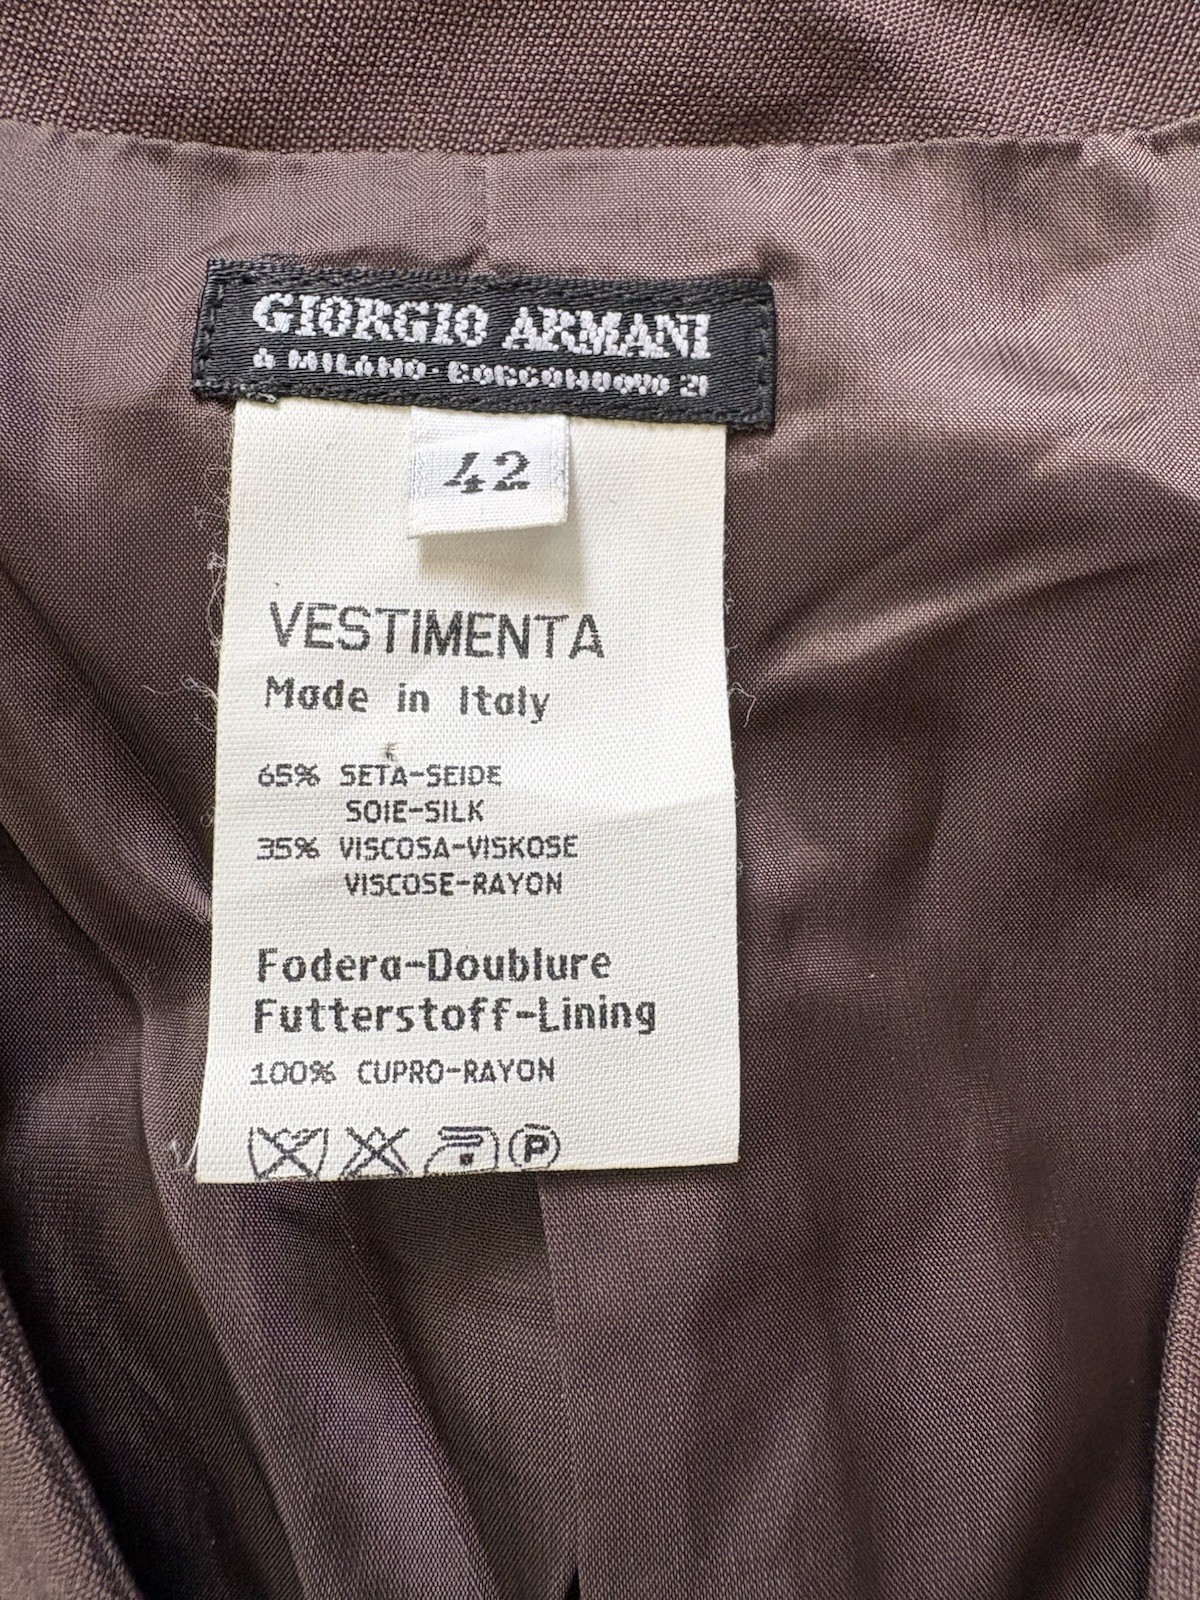 GIORGIO ARMANI
A MILANO-BORGONUOVO 21
42
VESTIMENTA
Made in Italy
65% SETA-SEIDE
SOIE-SILK
35% VISCOSA-VISKOSE
VISCOSE-RAYON
Fodera-Doublure
Futterstoff-Lining
100% CUPRO-RAYON
P